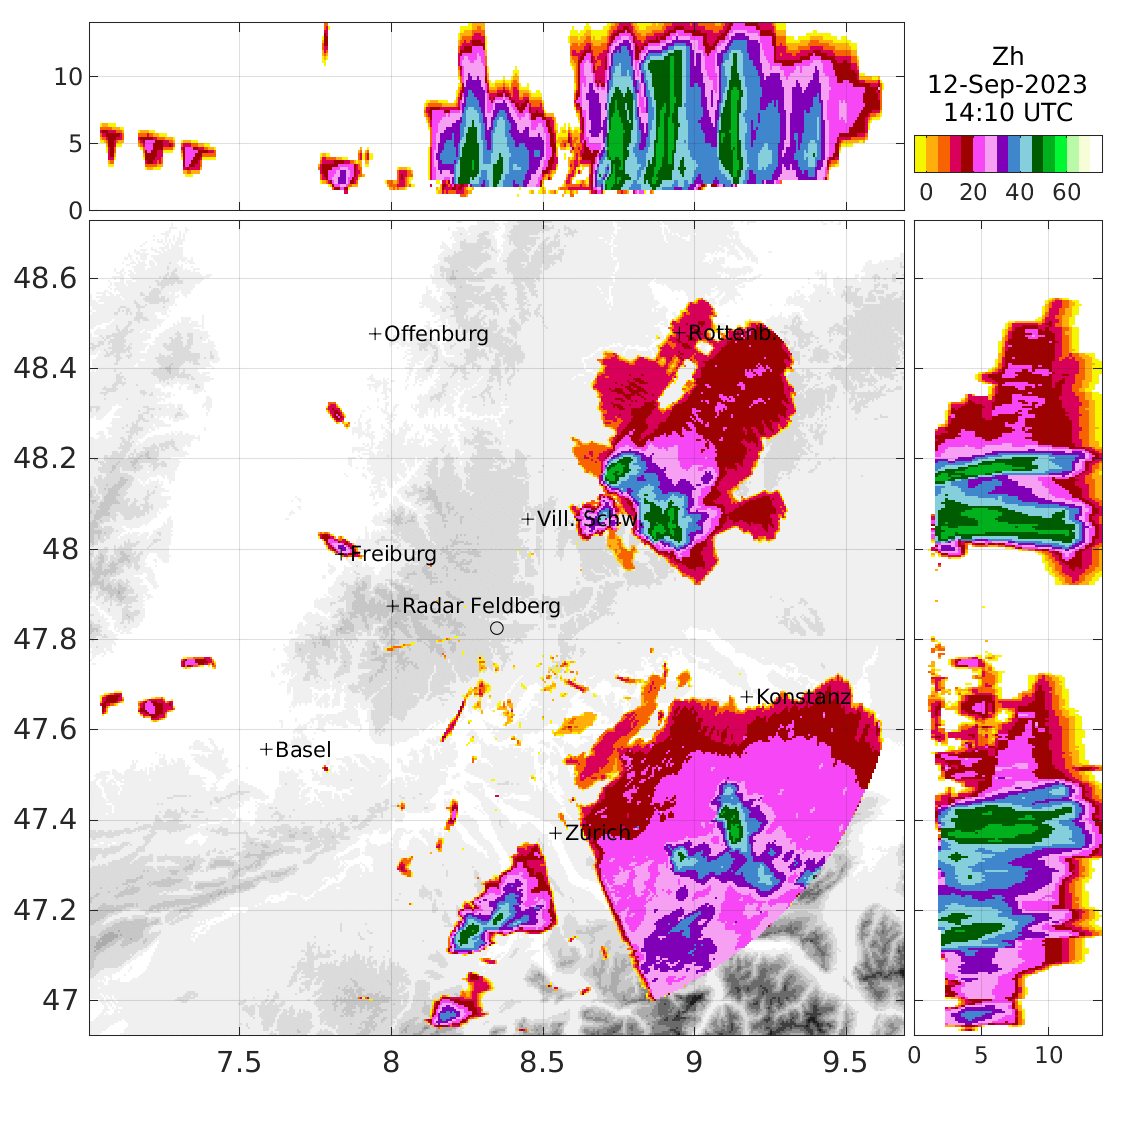 10
5
0
Zh
12-Sep-2023
14:10 UTC
0 20 40 60
48.6
48.4
48.2
48
47.8
47.6
47.4
47.2
47
+Offenburg
+Rottenb.
+Vill.-Schw.
+Freiburg
+Radar Feldberg
+Konstanz
+Basel
+Zürich
7.5 8 8.5 9 9.5
0 5 10